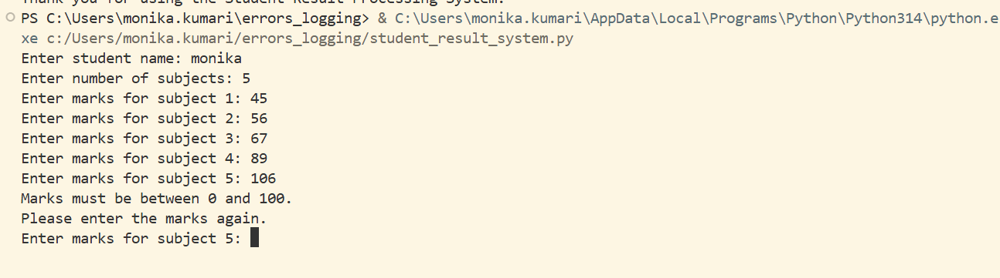 Thank you for using the Student Result Processing System.
PS C:\Users\monika.kumari\errors_logging> & C:\Users\monika.kumari\AppData\Local\Programs\Python\Python314\python.e
xe c:/Users/monika.kumari/errors_logging/student_result_system.py
Enter student name: monika
Enter number of subjects: 5
Enter marks for subject 1: 45
Enter marks for subject 2: 56
Enter marks for subject 3: 67
Enter marks for subject 4: 89
Enter marks for subject 5: 106
Marks must be between 0 and 100.
Please enter the marks again.
Enter marks for subject 5: